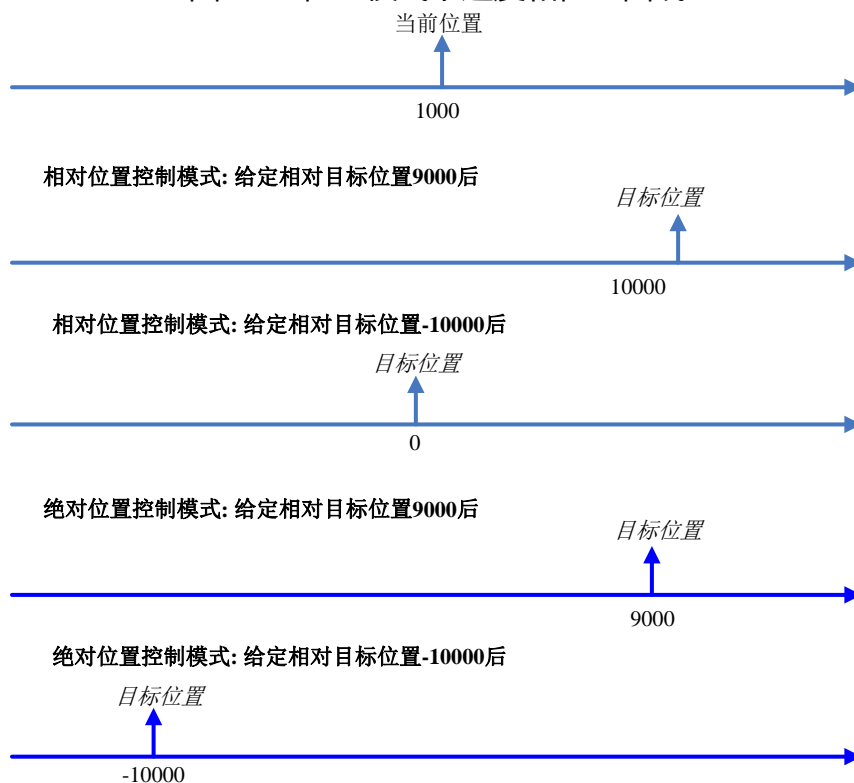 当前位置
1000
相对位置控制模式: 给定相对目标位置9000后
目标位置
10000
相对位置控制模式: 给定相对目标位置-10000后
目标位置
0
绝对位置控制模式: 给定相对目标位置9000后
目标位置
9000
绝对位置控制模式: 给定相对目标位置-10000后
目标位置
-10000